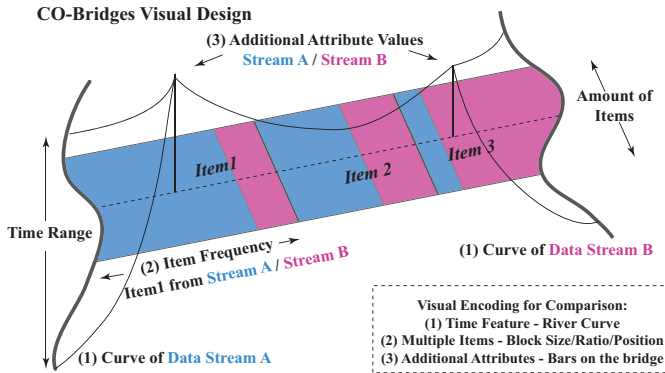 CO-Bridges Visual Design
(3) Additional Attribute Values
Stream A / Stream B
Amount of
Items
Item1
Item 2
Item 3
Time Range
(2) Item Frequency
Item1 from Stream A / Stream B
(1) Curve of Data Stream B
(1) Curve of Data Stream A
Visual Encoding for Comparison:
(1) Time Feature - River Curve
(2) Multiple Items - Block Size/Ratio/Position
(3) Additional Attributes - Bars on the bridge